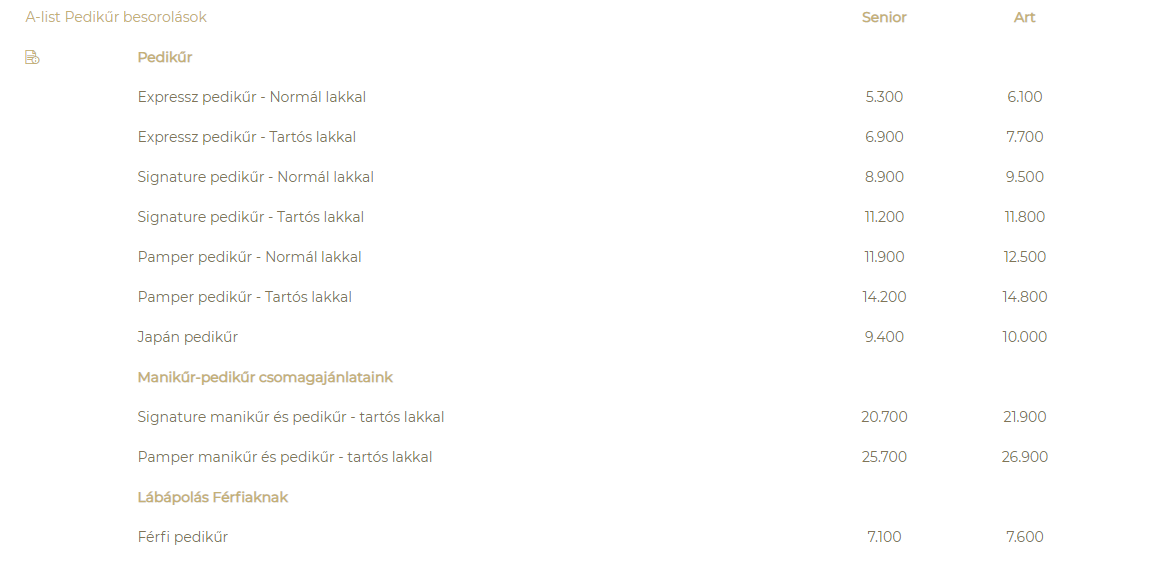 A-list Pedikűr besorolások Senior Art
Pedikűr
Expressz pedikűr - Normál lakkal 5.300 6.100
Expressz pedikűr - Tartós lakkal 6.900 7.700
Signature pedikűr - Normál lakkal 8.900 9.500
Signature pedikűr - Tartós lakkal 11.200 11.800
Pamper pedikűr - Normál lakkal 11.900 12.500
Pamper pedikűr - Tartós lakkal 14.200 14.800
Japán pedikűr 9.400 10.000
Manikűr-pedikűr csomagajánlataink
Signature manikűr és pedikűr - tartós lakkal 20.700 21.900
Pamper manikűr és pedikűr - tartós lakkal 25.700 26.900
Lábápolás Férfiaknak
Férfi pedikűr 7.100 7.600